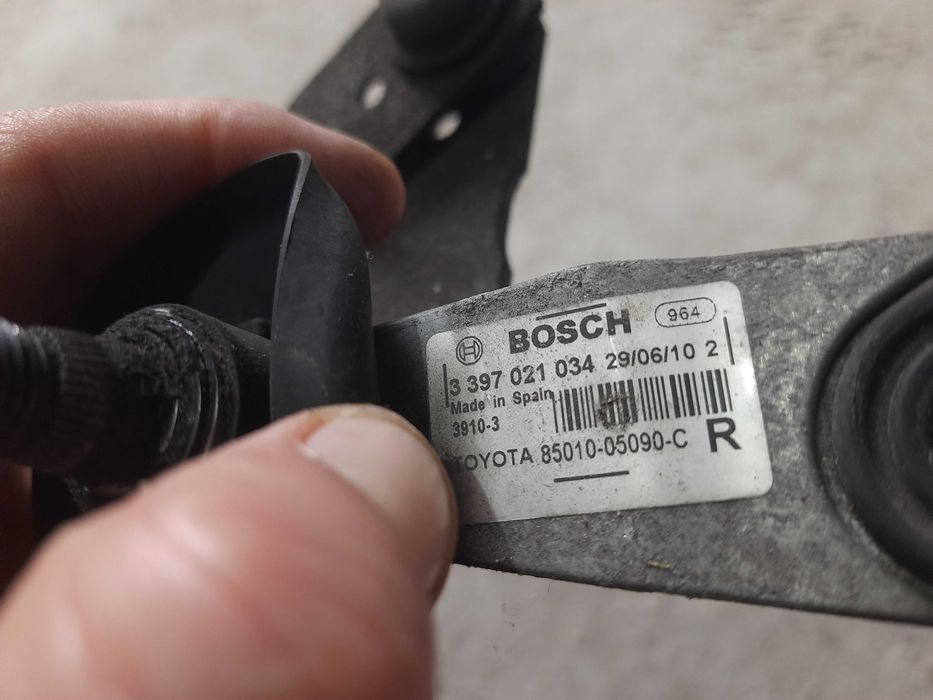 BOSCH 964
3 397 021 034 29/06/10 2
Made in Spain
3910-3
TOYOTA 85010-05090-C R